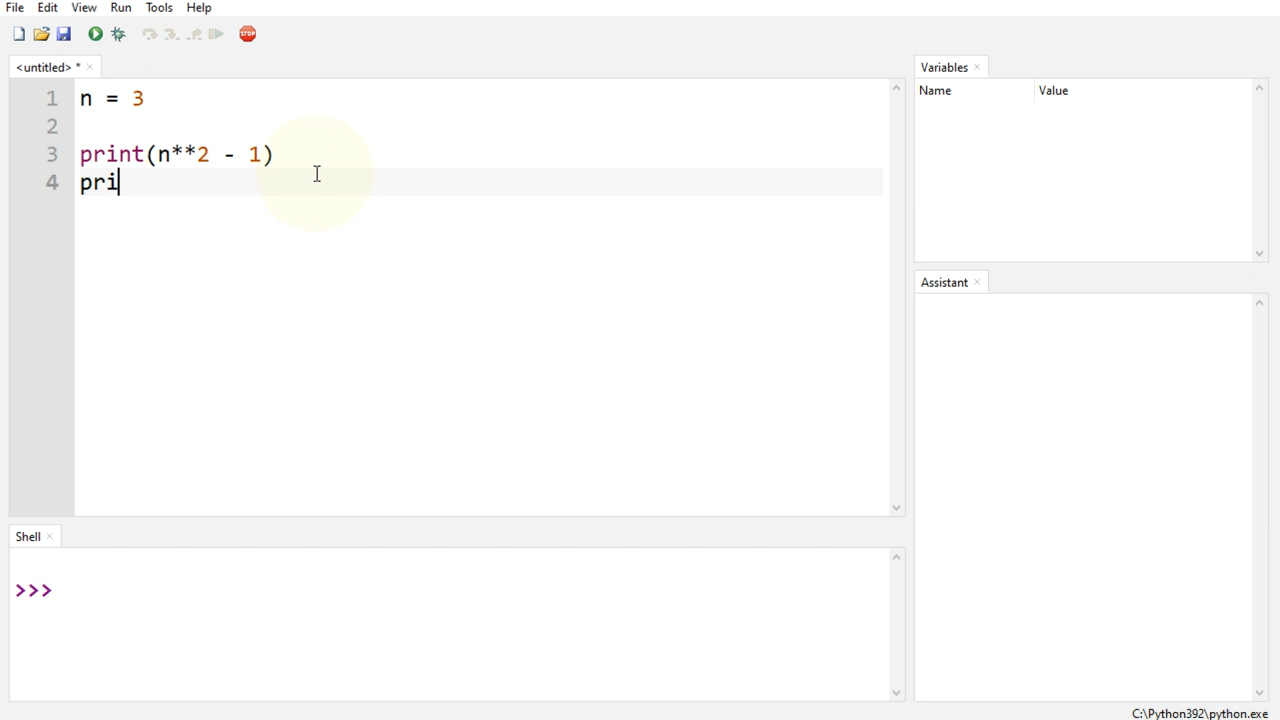 File Edit View Run Tools Help
STOP
<untitled> * ×
1 n = 3
2
3 print(n**2 - 1)
4 pri
Shell ×
>>>
Variables ×
Name Value
Assistant ×
C:\Python392\python.exe